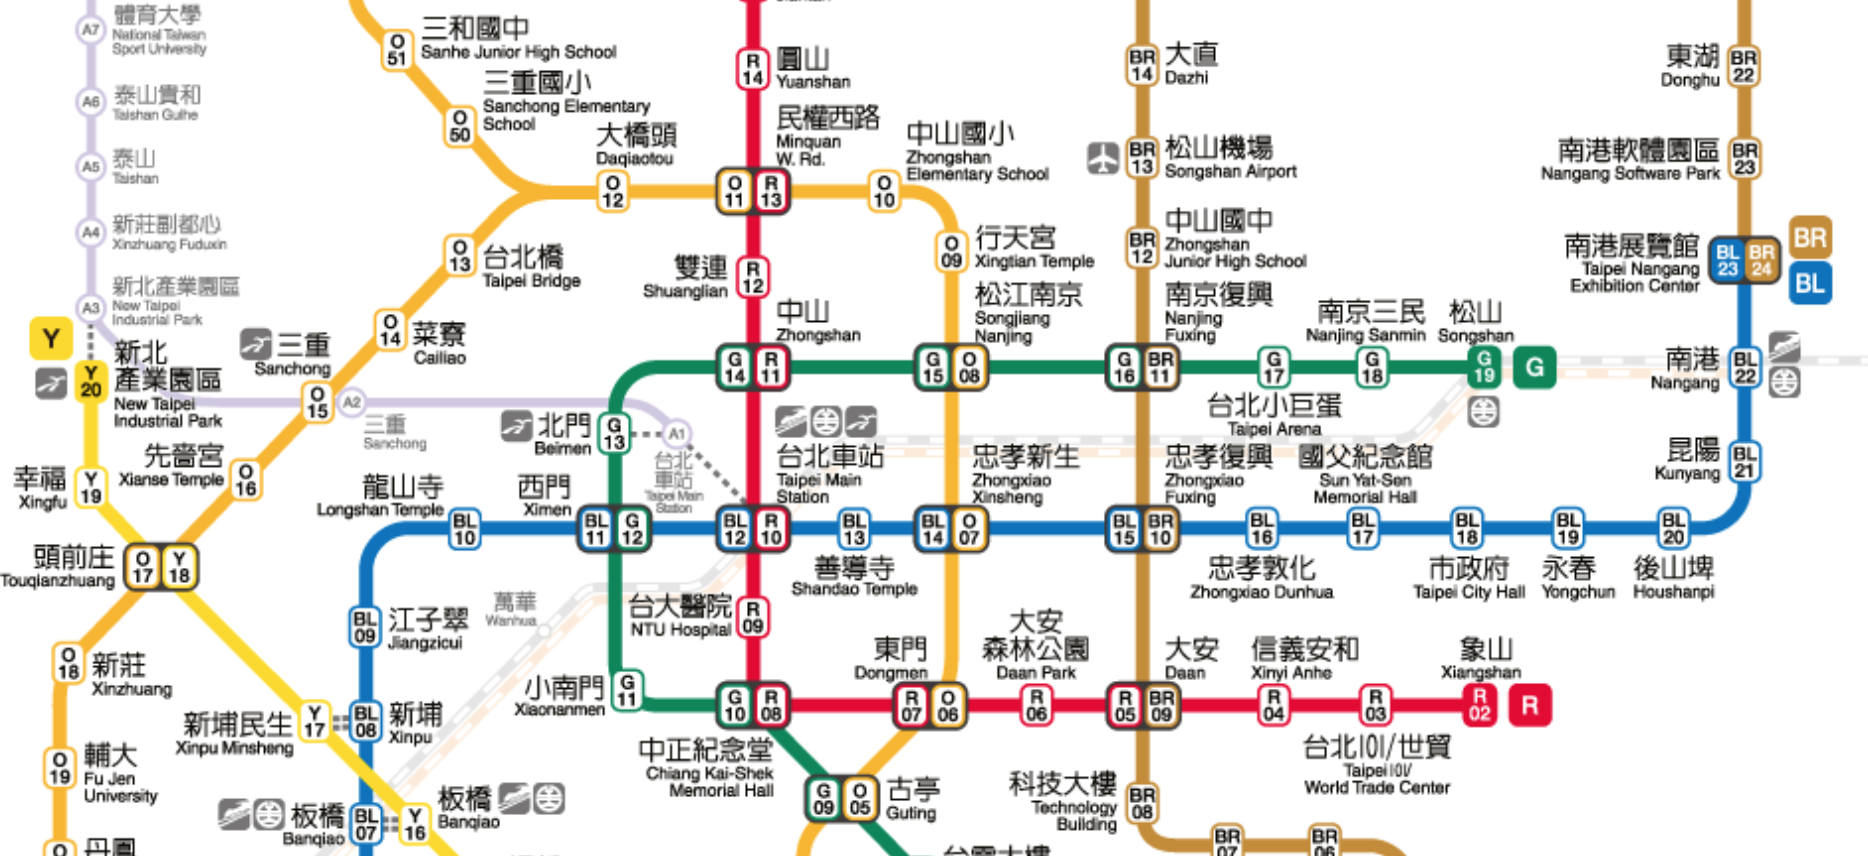 A7
體育大學
National Taiwan
Sport University
A6
泰山貴和
Taishan Guihe
A5
泰山
Taishan
A4
新莊副都心
Xinzhuang Fuduxin
A3
新北產業園區
New Taipei
Industrial Park
Y
Y
20
新北
產業園區
New Taipei
Industrial Park
Y
19
幸福
Xingfu
頭前庄
Touqianzhuang
O
17
Y
18
O
18
新莊
Xinzhuang
O
19
輔大
Fu Jen
University
丹鳳
O
51
三和國中
Sanhe Junior High School
O
50
三重國小
Sanchong Elementary
School
大橋頭
Daqiaotou
O
12
O
13
台北橋
Taipei Bridge
O
14
菜寮
Cailiao
三重
Sanchong
O
15
A2
三重
Sanchong
先嗇宮
Xianse Temple
O
16
R
14
圓山
Yuanshan
民權西路
Minquan
W. Rd.
O
11
R
13
中山國小
Zhongshan
Elementary School
O
10
O
09
行天宮
Xingtian Temple
雙連
Shuanglian
R
12
中山
Zhongshan
G
14
R
11
松江南京
Songjiang
Nanjing
G
15
O
08
BR
14
大直
Dazhi
BR
13
松山機場
Songshan Airport
BR
12
中山國中
Zhongshan
Junior High School
南京復興
Nanjing
Fuxing
G
16
BR
11
G
17
台北小巨蛋
Taipei Arena
南京三民
Nanjing Sanmin
G
18
松山
Songshan
G
19
G
東湖
Donghu
BR
22
南港軟體園區
Nangang Software Park
BR
23
南港展覽館
Taipei Nangang
Exhibition Center
BL
23
BR
24
BR
BL
南港
Nangang
BL
22
昆陽
Kunyang
BL
21
北門
Beimen
G
13
A1
台北
車站
Taipei Main
Station
龍山寺
Longshan Temple
BL
10
西門
Ximen
BL
11
G
12
台北車站
Taipei Main
Station
BL
12
R
10
BL
13
善導寺
Shandao Temple
忠孝新生
Zhongxiao
Xinsheng
BL
14
O
07
忠孝復興
Zhongxiao
Fuxing
BL
15
BR
10
BL
16
忠孝敦化
Zhongxiao Dunhua
國父紀念館
Sun Yat-Sen
Memorial Hall
BL
17
BL
18
市政府
Taipei City Hall
BL
19
永春
Yongchun
BL
20
後山埤
Houshanpi
BL
09
江子翠
Jiangzicui
萬華
Wanhua
台大醫院
NTU Hospital
R
09
小南門
Xiaonanmen
G
11
G
10
R
08
中正紀念堂
Chiang Kai-Shek
Memorial Hall
東門
Dongmen
R
07
O
06
大安
森林公園
Daan Park
R
06
大安
Daan
R
05
BR
09
信義安和
Xinyi Anhe
R
04
R
03
台北101/世貿
Taipei 101/
World Trade Center
象山
Xiangshan
R
02
R
新埔民生
Xinpu Minsheng
Y
17
BL
08
新埔
Xinpu
板橋
Banqiao
BL
07
Y
16
板橋
Banqiao
G
09
O
05
古亭
Guting
科技大樓
Technology
Building
BR
08
BR
07
BR
06